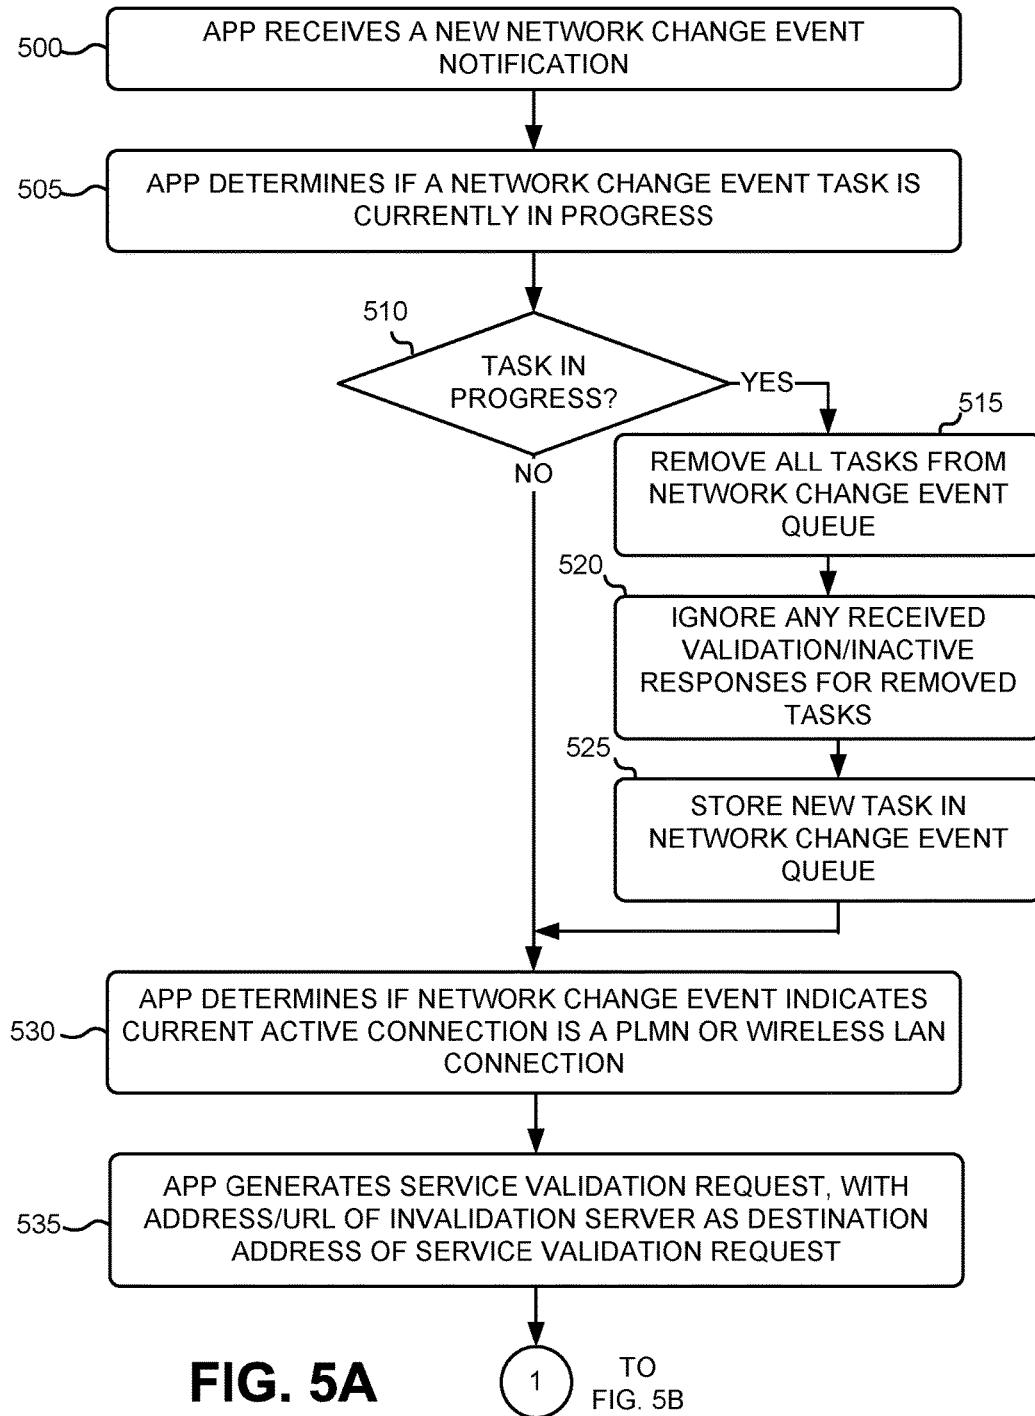 500
APP RECEIVES A NEW NETWORK CHANGE EVENT
NOTIFICATION
505
APP DETERMINES IF A NETWORK CHANGE EVENT TASK IS
CURRENTLY IN PROGRESS
510
TASK IN
PROGRESS?
YES
NO
515
REMOVE ALL TASKS FROM
NETWORK CHANGE EVENT
QUEUE
520
IGNORE ANY RECEIVED
VALIDATION/INACTIVE
RESPONSES FOR REMOVED
TASKS
525
STORE NEW TASK IN
NETWORK CHANGE EVENT
QUEUE
530
APP DETERMINES IF NETWORK CHANGE EVENT INDICATES
CURRENT ACTIVE CONNECTION IS A PLMN OR WIRELESS LAN
CONNECTION
535
APP GENERATES SERVICE VALIDATION REQUEST, WITH
ADDRESS/URL OF INVALIDATION SERVER AS DESTINATION
ADDRESS OF SERVICE VALIDATION REQUEST
FIG. 5A
1
TO
FIG. 5B